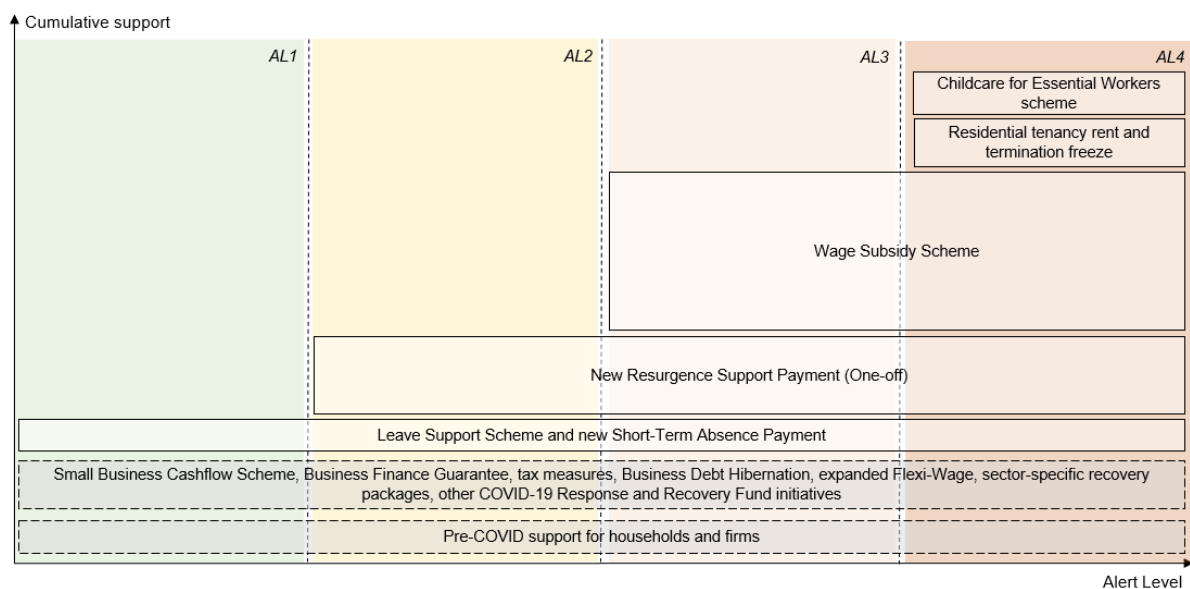 Cumulative support
AL1
AL2
AL3
AL4
Childcare for Essential Workers
scheme
Residential tenancy rent and
termination freeze
Wage Subsidy Scheme
New Resurgence Support Payment (One-off)
Leave Support Scheme and new Short-Term Absence Payment
Small Business Cashflow Scheme, Business Finance Guarantee, tax measures, Business Debt Hibernation, expanded Flexi-Wage, sector-specific recovery
packages, other COVID-19 Response and Recovery Fund initiatives
Pre-COVID support for households and firms
Alert Level